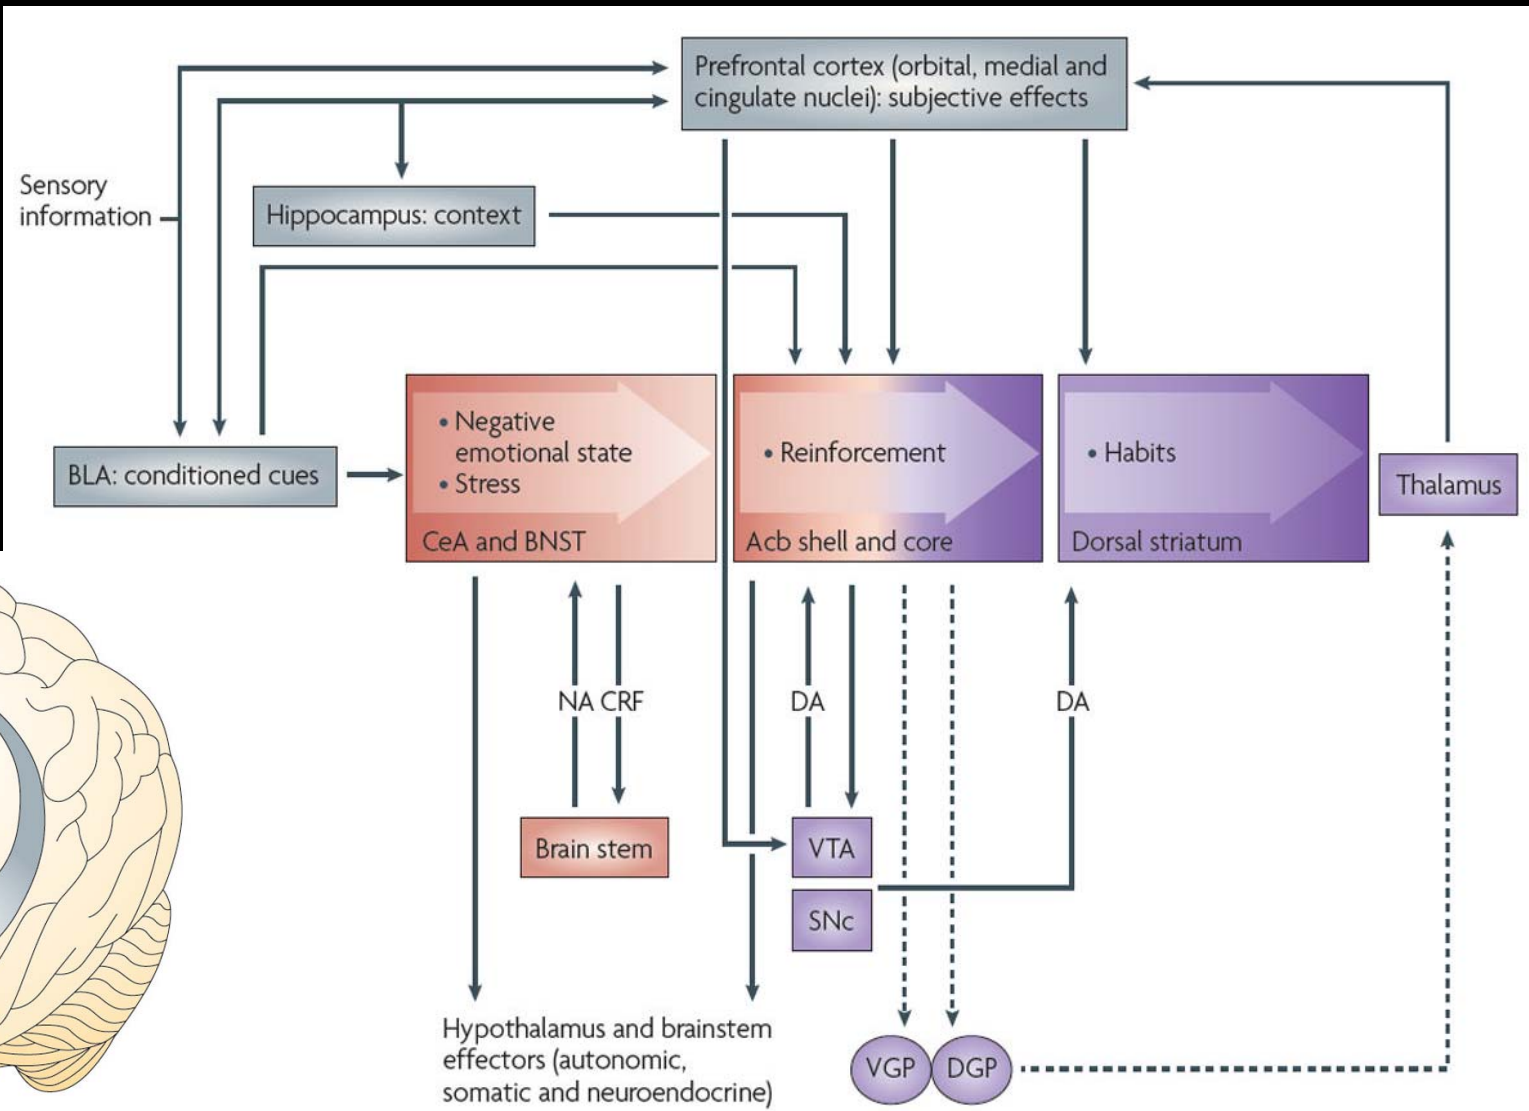 Prefrontal cortex (orbital, medial and
cingulate nuclei): subjective effects
Sensory
information
Hippocampus: context
BLA: conditioned cues
• Negative
emotional state
• Stress
CeA and BNST
• Reinforcement
Acb shell and core
• Habits
Dorsal striatum
Thalamus
NA CRF
DA
DA
Brain stem
VTA
SNc
Hypothalamus and brainstem
effectors (autonomic,
somatic and neuroendocrine)
VGP
DGP